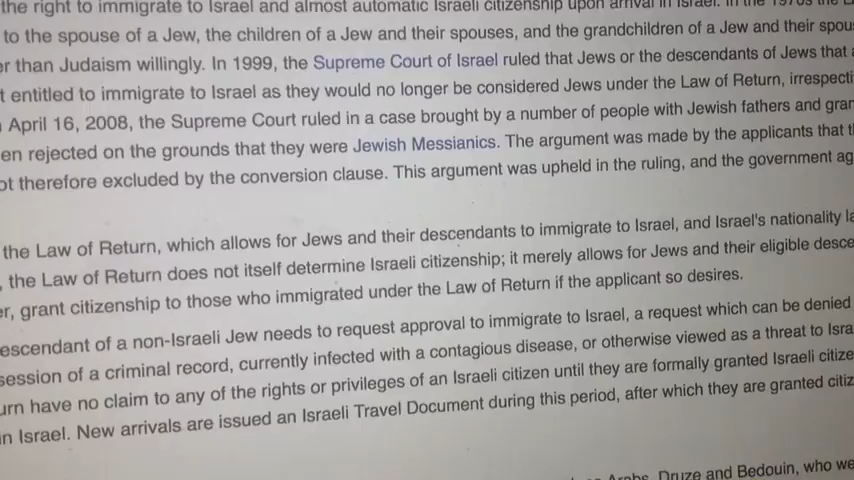 the right to immigrate to Israel and almost automatic Israeli citizenship upon arrival in Israel. In the 1970s the
to the spouse of a Jew, the children of a Jew and their spouses, and the grandchildren of a Jew and their spou
er than Judaism willingly. In 1999, the Supreme Court of Israel ruled that Jews or the descendants of Jews that a
t entitled to immigrate to Israel as they would no longer be considered Jews under the Law of Return, irrespecti
April 16, 2008, the Supreme Court ruled in a case brought by a number of people with Jewish fathers and gran
en rejected on the grounds that they were Jewish Messianics. The argument was made by the applicants that t
ot therefore excluded by the conversion clause. This argument was upheld in the ruling, and the government ag
the Law of Return, which allows for Jews and their descendants to immigrate to Israel, and Israel's nationality la
, the Law of Return does not itself determine Israeli citizenship; it merely allows for Jews and their eligible desce
er, grant citizenship to those who immigrated under the Law of Return if the applicant so desires.
escendant of a non-Israeli Jew needs to request approval to immigrate to Israel, a request which can be denied
session of a criminal record, currently infected with a contagious disease, or otherwise viewed as a threat to Isra
urn have no claim to any of the rights or privileges of an Israeli citizen until they are formally granted Israeli citize
in Israel. New arrivals are issued an Israeli Travel Document during this period, after which they are granted citiz
Arabs, Druze and Bedouin, who we